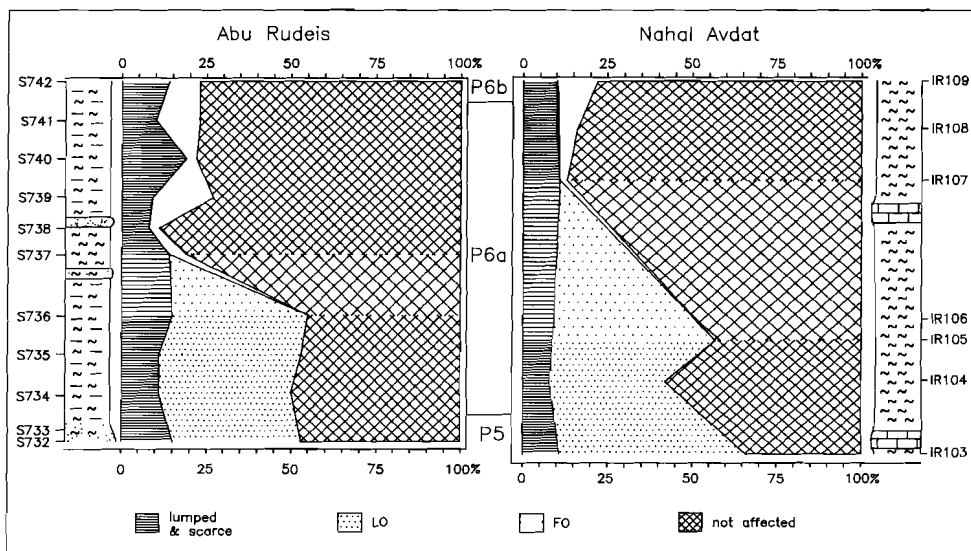 Abu Rudeis
Nahal Avdat
0 25 50 75 100%
0 25 50 75 100%
S742
S741
S740
S739
S738
S737
S736
S735
S734
S733
S732
P6b
P6a
P5
IR109
IR108
IR107
IR106
IR105
IR104
IR103
0 25 50 75 100%
0 25 50 75 100%
lumped
& scarce
LO
FO
not affected